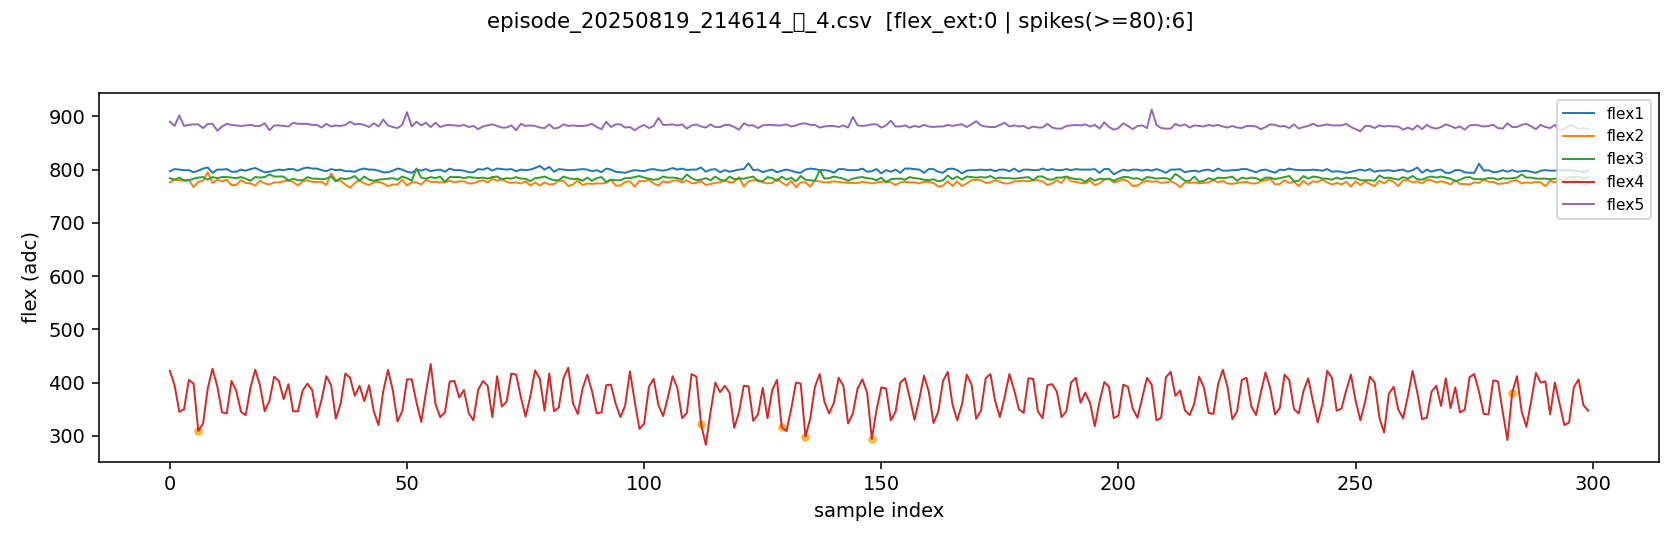 episode_20250819_214614_▯_4.csv  [flex_ext:0 | spikes(>=80):6]
900
800
700
600
500
400
300
flex (adc)
flex1
flex2
flex3
flex4
flex5
0
50
100
150
200
250
300
sample index